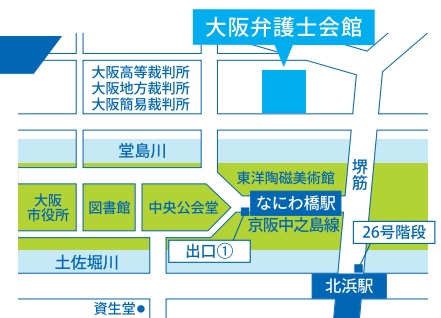 大阪弁護士会館
大阪高等裁判所
大阪地方裁判所
大阪簡易裁判所
堂島川
東洋陶磁美術館
堺筋
大阪
市役所
図書館
中央公会堂
なにわ橋駅
京阪中之島線
26号階段
出口①
土佐堀川
北浜駅
資生堂